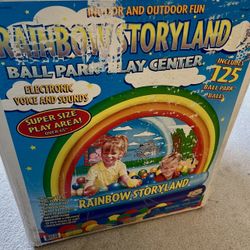 INDOOR AND OUTDOOR FUN
RAINBOW STORYLAND
BALL PARK PLAY CENTER
ELECTRONIC
VOICE AND SOUNDS
INCLUDES
125
BALL PARK
BALLS
SUPER SIZE
PLAY AREA!
RAINBOW STORYLAND